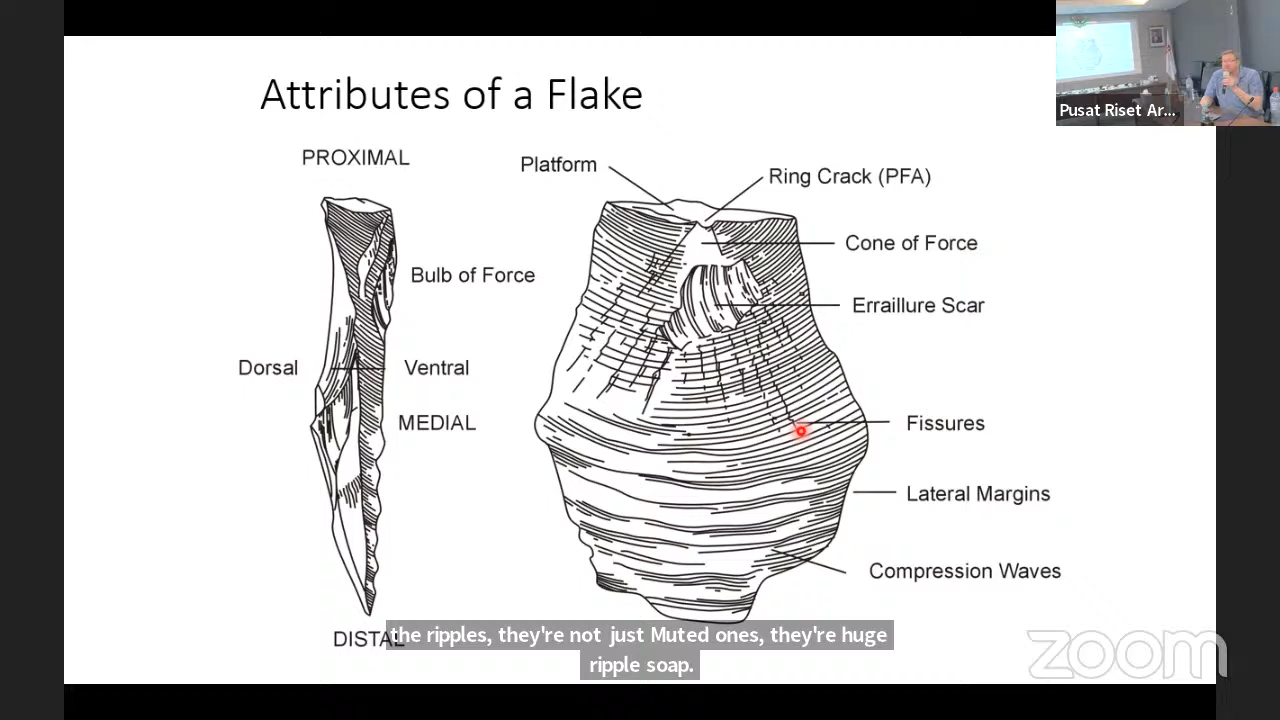 Attributes of a Flake
Pusat Riset Ar...
PROXIMAL
Platform
Ring Crack (PFA)
Cone of Force
Bulb of Force
Erraillure Scar
Dorsal
Ventral
MEDIAL
Fissures
Lateral Margins
Compression Waves
DISTAL
the ripples, they're not just Muted ones, they're huge
ripple soap.
zoom